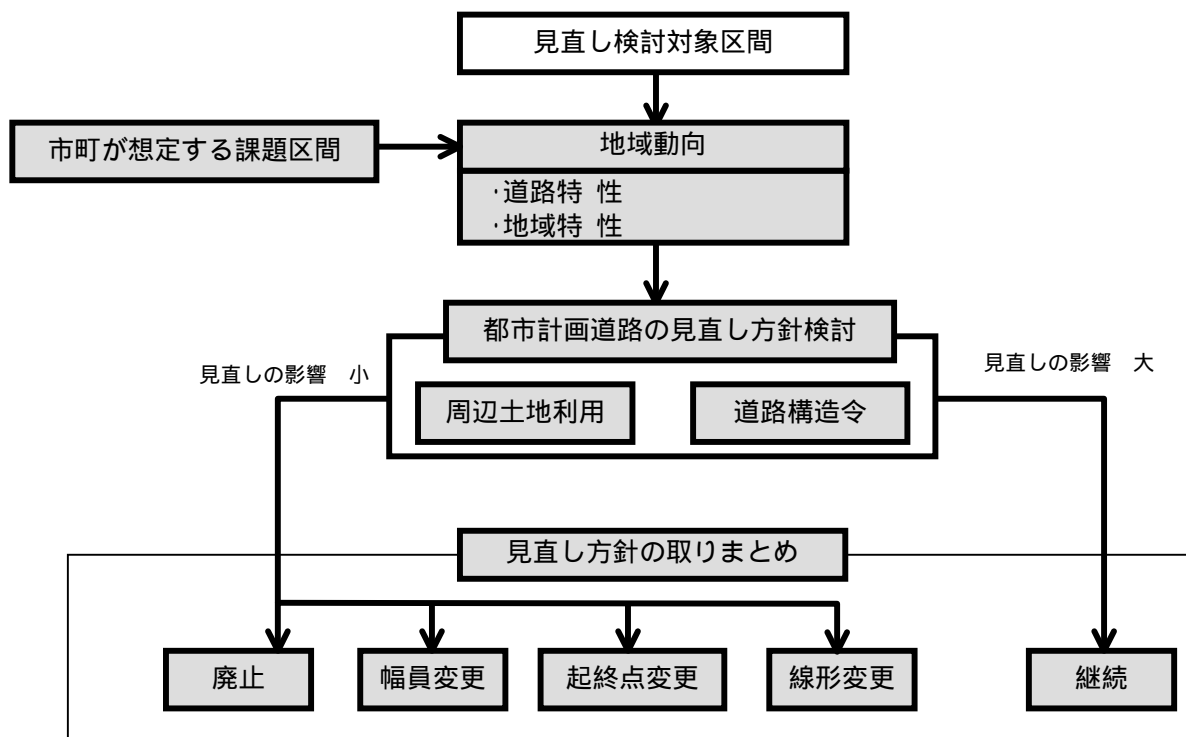 見直し検討対象区間
市町が想定する課題区間
地域動向
·道路特 性
·地域特 性
都市計画道路の見直し方針検討
見直しの影響　小
見直しの影響　大
周辺土地利用
道路構造令
見直し方針の取りまとめ
廃止
幅員変更
起終点変更
線形変更
継続